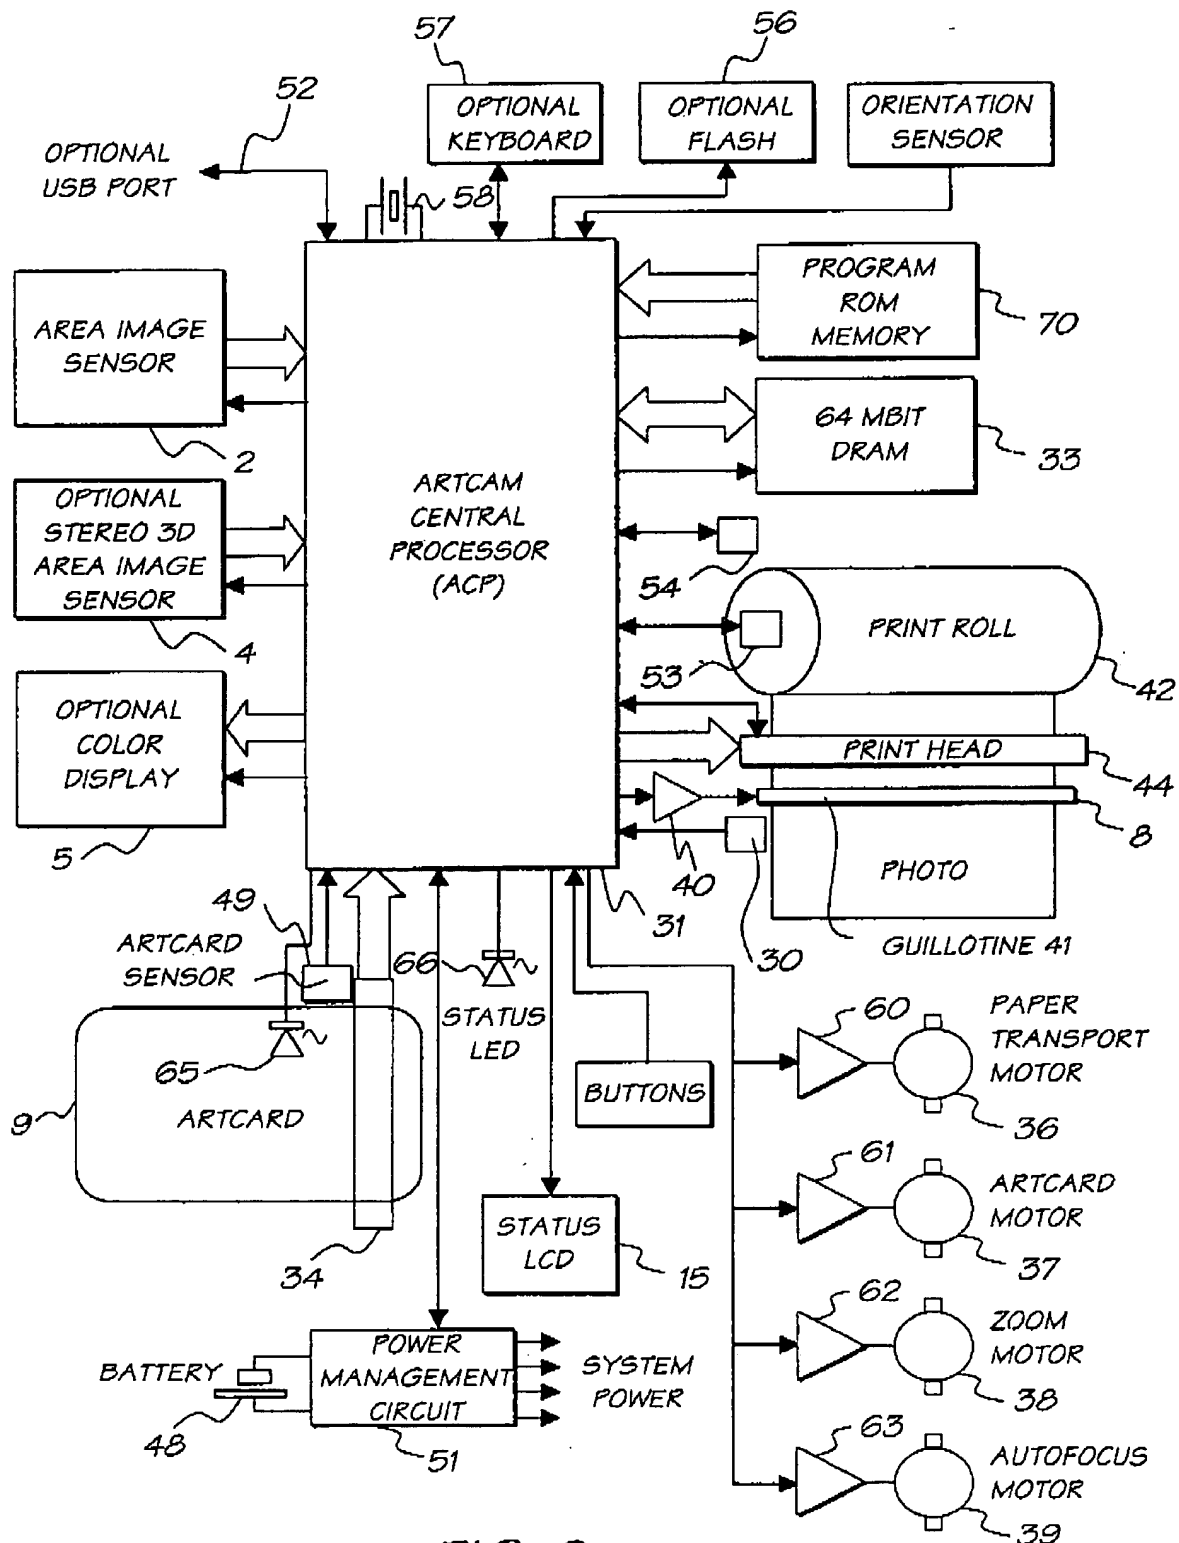 57
56
52
OPTIONAL
KEYBOARD
OPTIONAL
FLASH
ORIENTATION
SENSOR
OPTIONAL
USB PORT
58
AREA IMAGE
SENSOR
2
PROGRAM
ROM
MEMORY
70
64 MBIT
DRAM
33
OPTIONAL
STEREO 3D
AREA IMAGE
SENSOR
4
ARTCAM
CENTRAL
PROCESSOR
(ACP)
54
PRINT ROLL
53
42
OPTIONAL
COLOR
DISPLAY
5
PRINT HEAD
44
8
40
PHOTO
30
31
GUILLOTINE 41
49
ARTCARD
SENSOR
66
STATUS
LED
65
9
ARTCARD
34
BUTTONS
STATUS
LCD
15
60
PAPER
TRANSPORT
MOTOR
36
61
ARTCARD
MOTOR
37
62
ZOOM
MOTOR
38
63
AUTOFOCUS
MOTOR
39
BATTERY
48
POWER
MANAGEMENT
CIRCUIT
51
SYSTEM
POWER